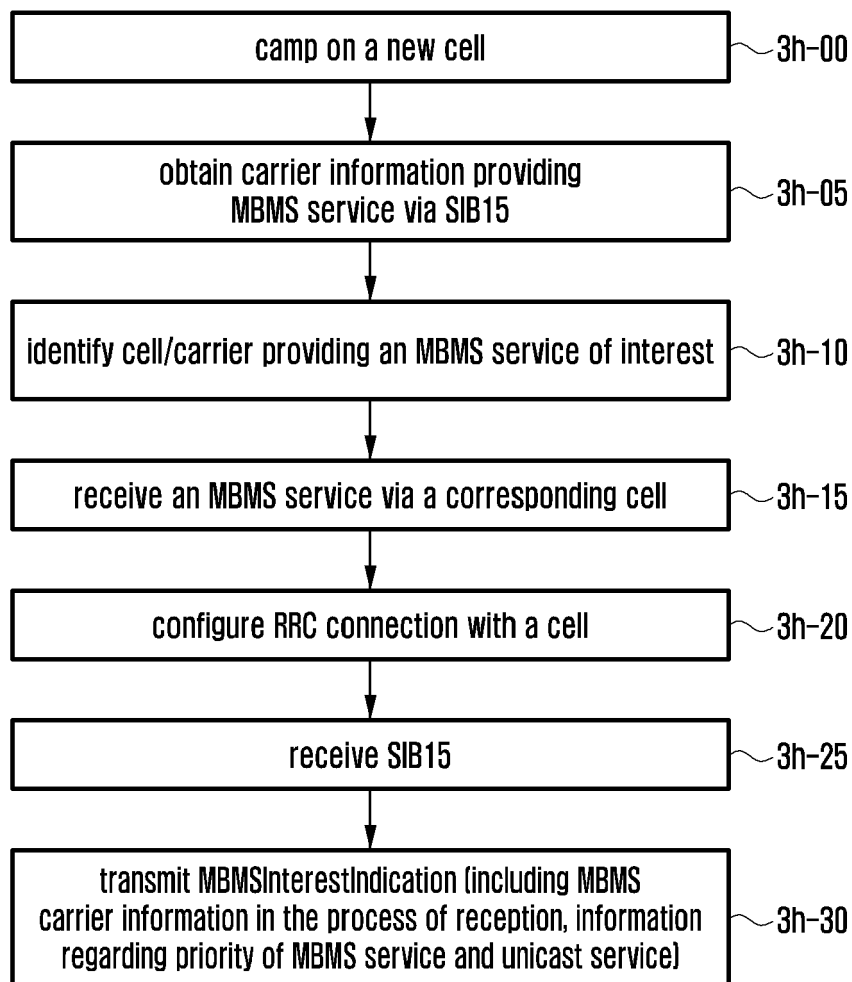 camp on a new cell
3h-00
obtain carrier information providing
MBMS service via SIB15
3h-05
identify cell/carrier providing an MBMS service of interest
3h-10
receive an MBMS service via a corresponding cell
3h-15
configure RRC connection with a cell
3h-20
receive SIB15
3h-25
transmit MBMSInterestIndication (including MBMS
carrier information in the process of reception, information
regarding priority of MBMS service and unicast service)
3h-30